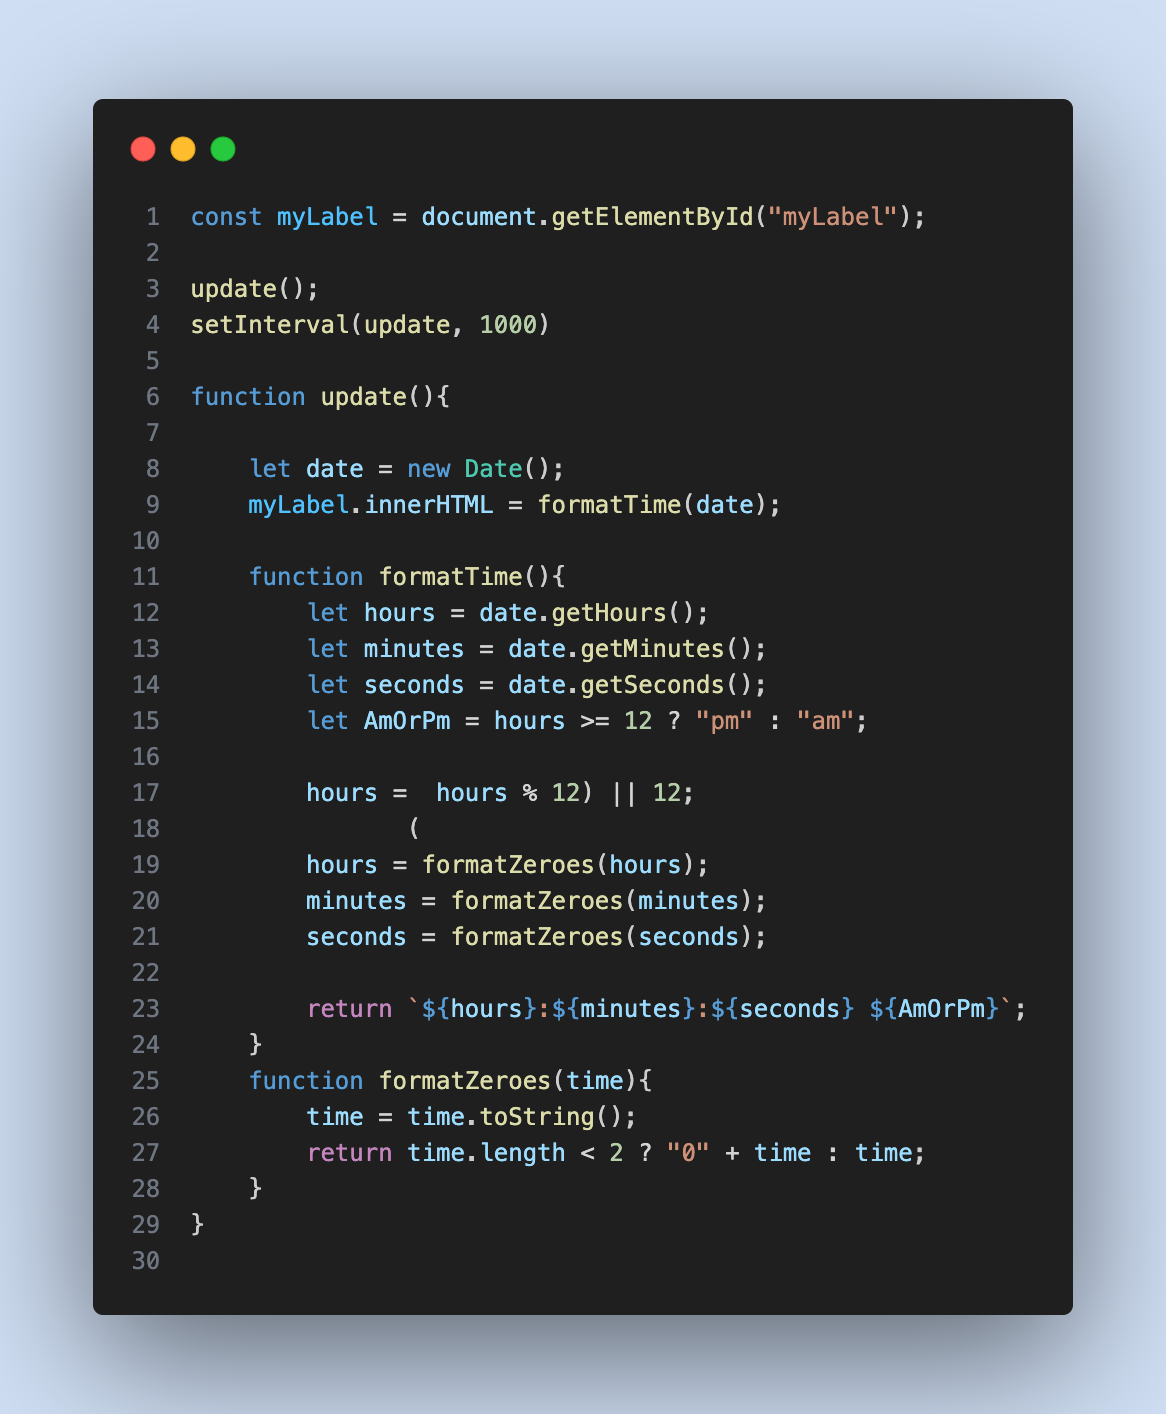 1 const myLabel = document.getElementById("myLabel");
2
3 update();
4 setInterval(update, 1000)
5
6 function update(){
7
8     let date = new Date();
9     myLabel.innerHTML = formatTime(date);
10
11     function formatTime(){
12         let hours = date.getHours();
13         let minutes = date.getMinutes();
14         let seconds = date.getSeconds();
15         let AmOrPm = hours >= 12 ? "pm" : "am";
16
17         hours =  hours % 12) || 12;
18                (
19         hours = formatZeroes(hours);
20         minutes = formatZeroes(minutes);
21         seconds = formatZeroes(seconds);
22
23         return `${hours}:${minutes}:${seconds} ${AmOrPm}`;
24     }
25     function formatZeroes(time){
26         time = time.toString();
27         return time.length < 2 ? "0" + time : time;
28     }
29 }
30